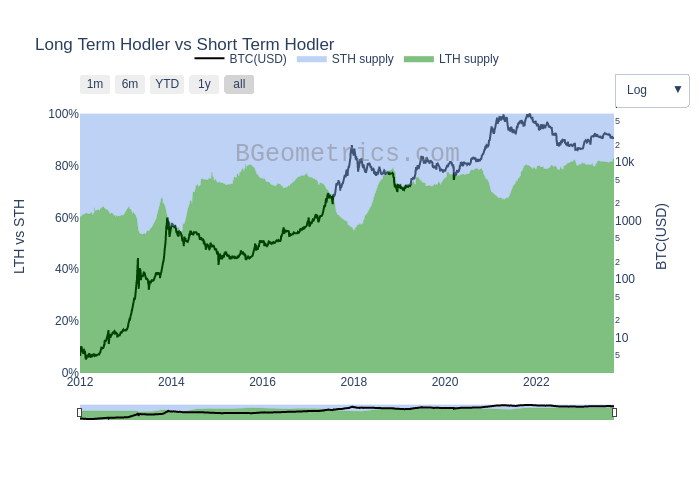 Long Term Hodler vs Short Term Hodler
BTC(USD) STH supply LTH supply
1m 6m YTD 1y all
Log ▼
BGeometrics.com
LTH vs STH
100%
80%
60%
40%
20%
0%
5
2
10k
5
2
1000
5
2
100
5
2
10
5
BTC(USD)
2012 2014 2016 2018 2020 2022